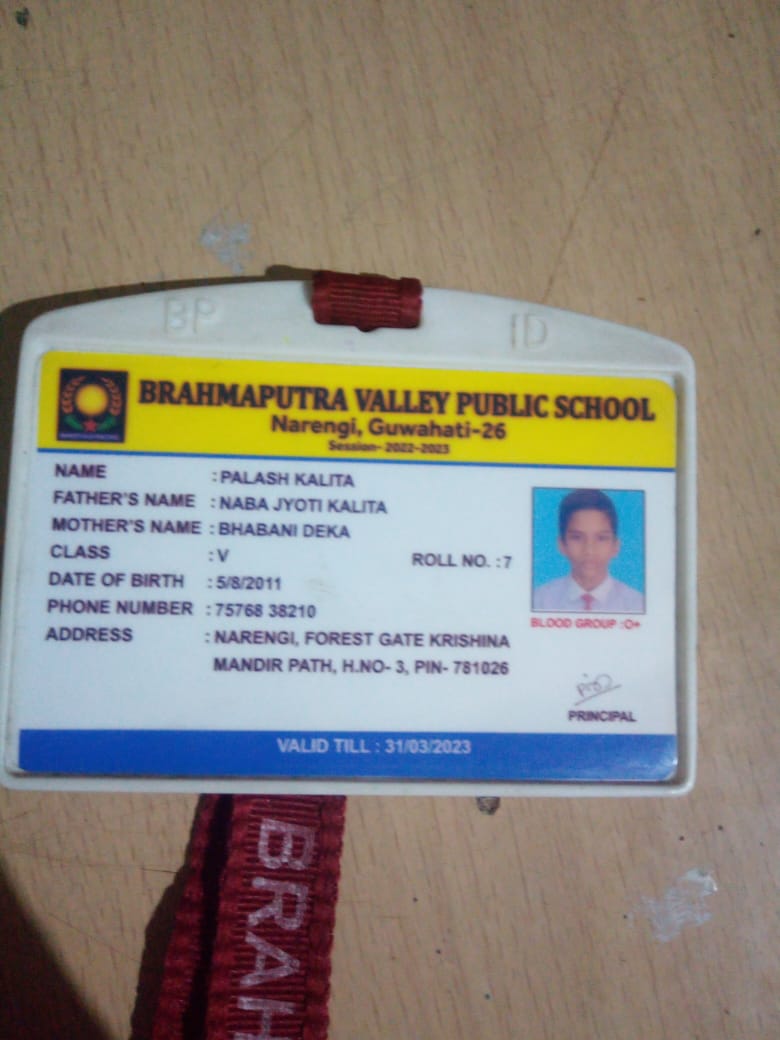 BP ID
BRAHMAPUTRA VALLEY PUBLIC SCHOOL
Narengi, Guwahati-26
Session- 2022-2023
NAME : PALASH KALITA
FATHER'S NAME : NABA JYOTI KALITA
MOTHER'S NAME : BHABANI DEKA
CLASS : V ROLL NO. : 7
DATE OF BIRTH : 5/8/2011
PHONE NUMBER : 75768 38210
ADDRESS : NARENGI, FOREST GATE KRISHINA
MANDIR PATH, H.NO- 3, PIN- 781026
BLOOD GROUP :O+
PRINCIPAL
VALID TILL : 31/03/2023
BRAH